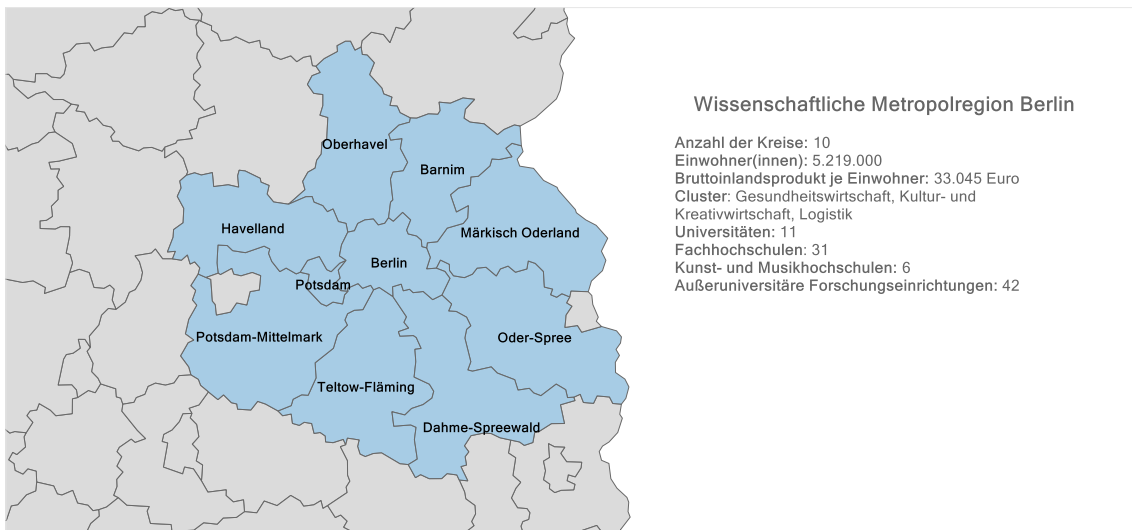 Wissenschaftliche Metropolregion Berlin
Anzahl der Kreise: 10
Einwohner(innen): 5.219.000
Bruttoinlandsprodukt je Einwohner: 33.045 Euro
Cluster: Gesundheitswirtschaft, Kultur- und
Kreativwirtschaft, Logistik
Universitäten: 11
Fachhochschulen: 31
Kunst- und Musikhochschulen: 6
Außeruniversitäre Forschungseinrichtungen: 42
Oberhavel
Barnim
Havelland
Märkisch Oderland
Berlin
Potsdam
Potsdam-Mittelmark
Oder-Spree
Teltow-Fläming
Dahme-Spreewald